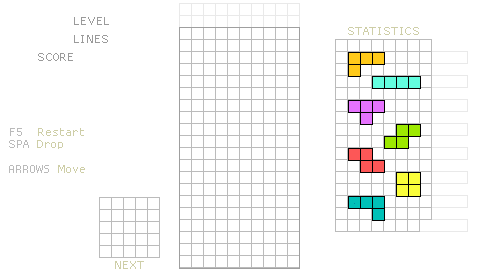 LEVEL
LINES
SCORE
STATISTICS
F5 Restart
SPA Drop
ARROWS Move
NEXT